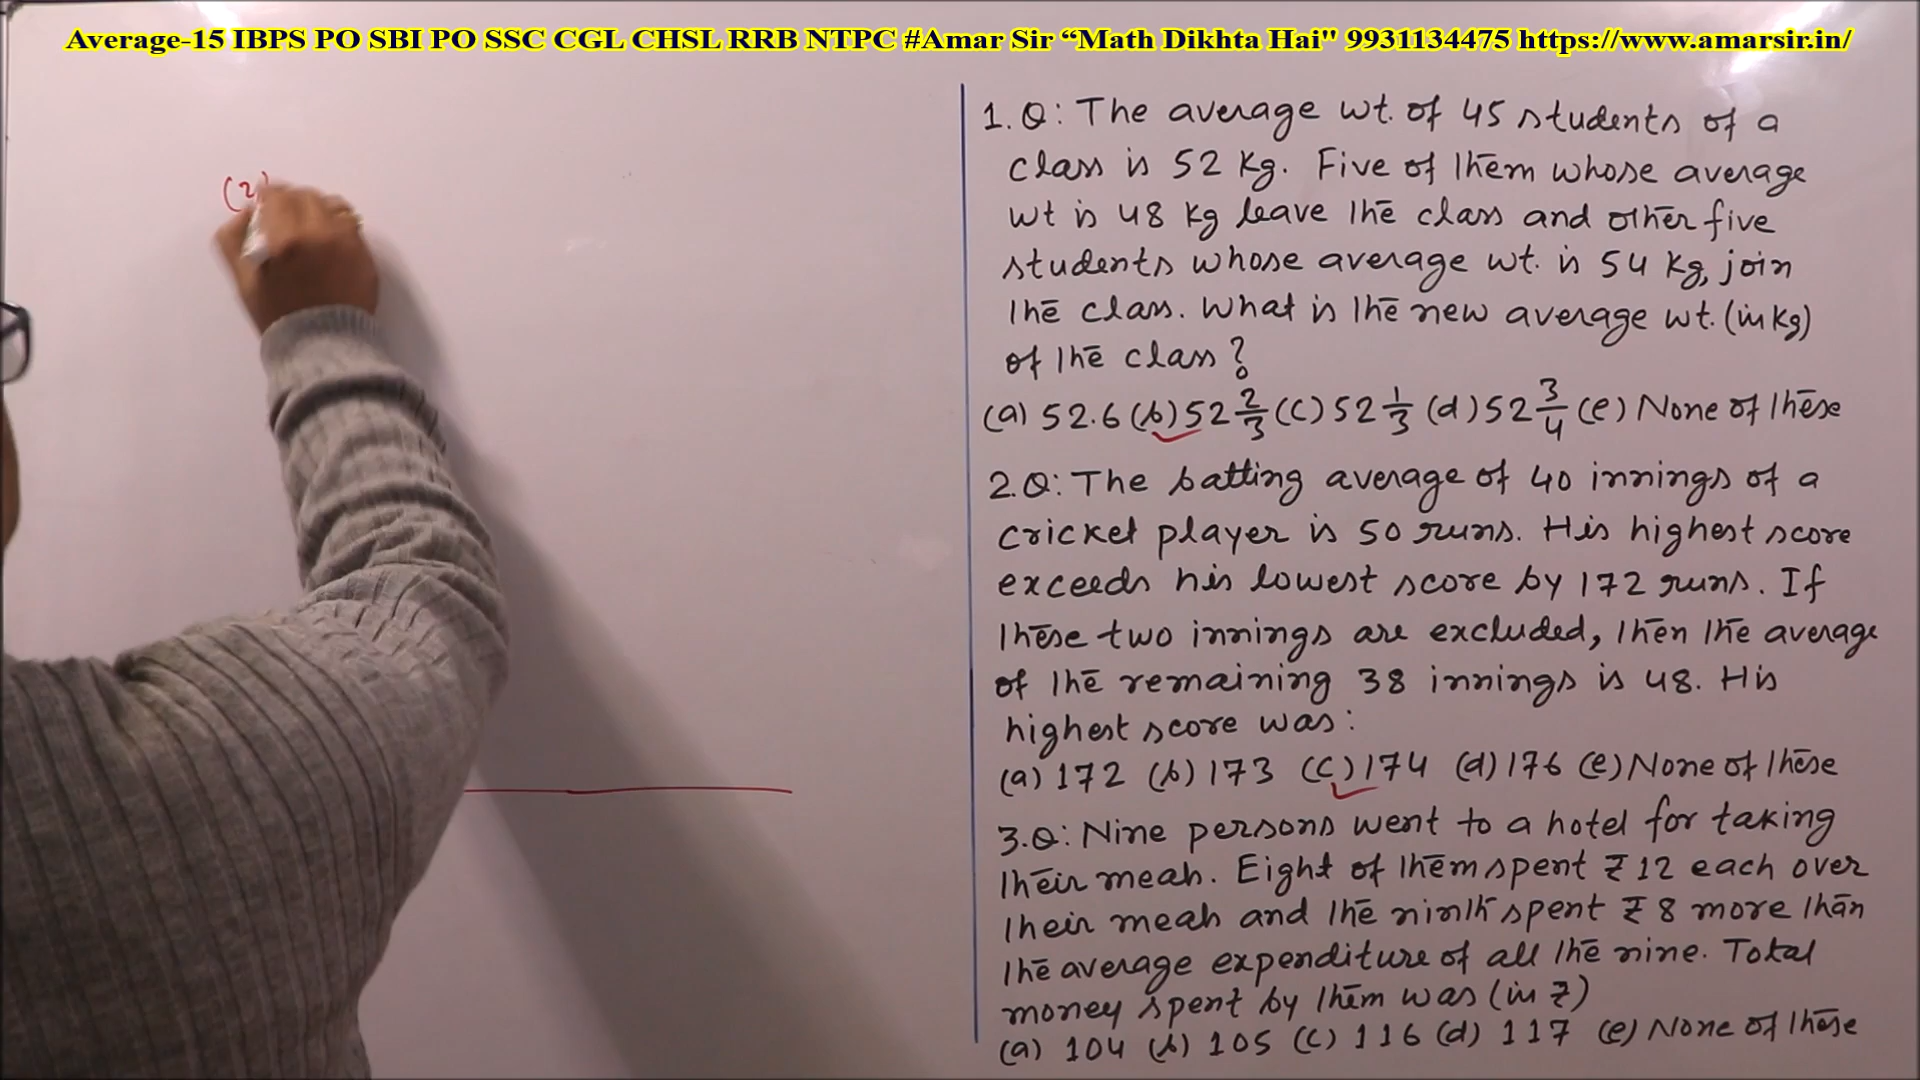 Average-15 IBPS PO SBI PO SSC CGL CHSL RRB NTPC #Amar Sir “Math Dikhta Hai" 9931134475 https://www.amarsir.in/
(2)
1. Q: The average wt. of 45 students of a
class is 52 kg. Five of them whose average
wt is 48 kg leave the class and other five
students whose average wt. is 54 kg, join
the class. What is the new average wt. (in kg)
of the class?
(a) 52.6 (b) 52 2/3 (c) 52 1/3 (d) 52 3/4 (e) None of these
2. Q: The batting average of 40 innings of a
cricket player is 50 runs. His highest score
exceeds his lowest score by 172 runs. If
these two innings are excluded, then the average
of the remaining 38 innings is 48. His
highest score was:
(a) 172 (b) 173 (c) 174 (d) 176 (e) None of these
3. Q: Nine persons went to a hotel for taking
their meals. Eight of them spent ₹ 12 each over
their meals and the ninth spent ₹ 8 more than
the average expenditure of all the nine. Total
money spent by them was (in ₹)
(a) 104 (b) 105 (c) 116 (d) 117 (e) None of these